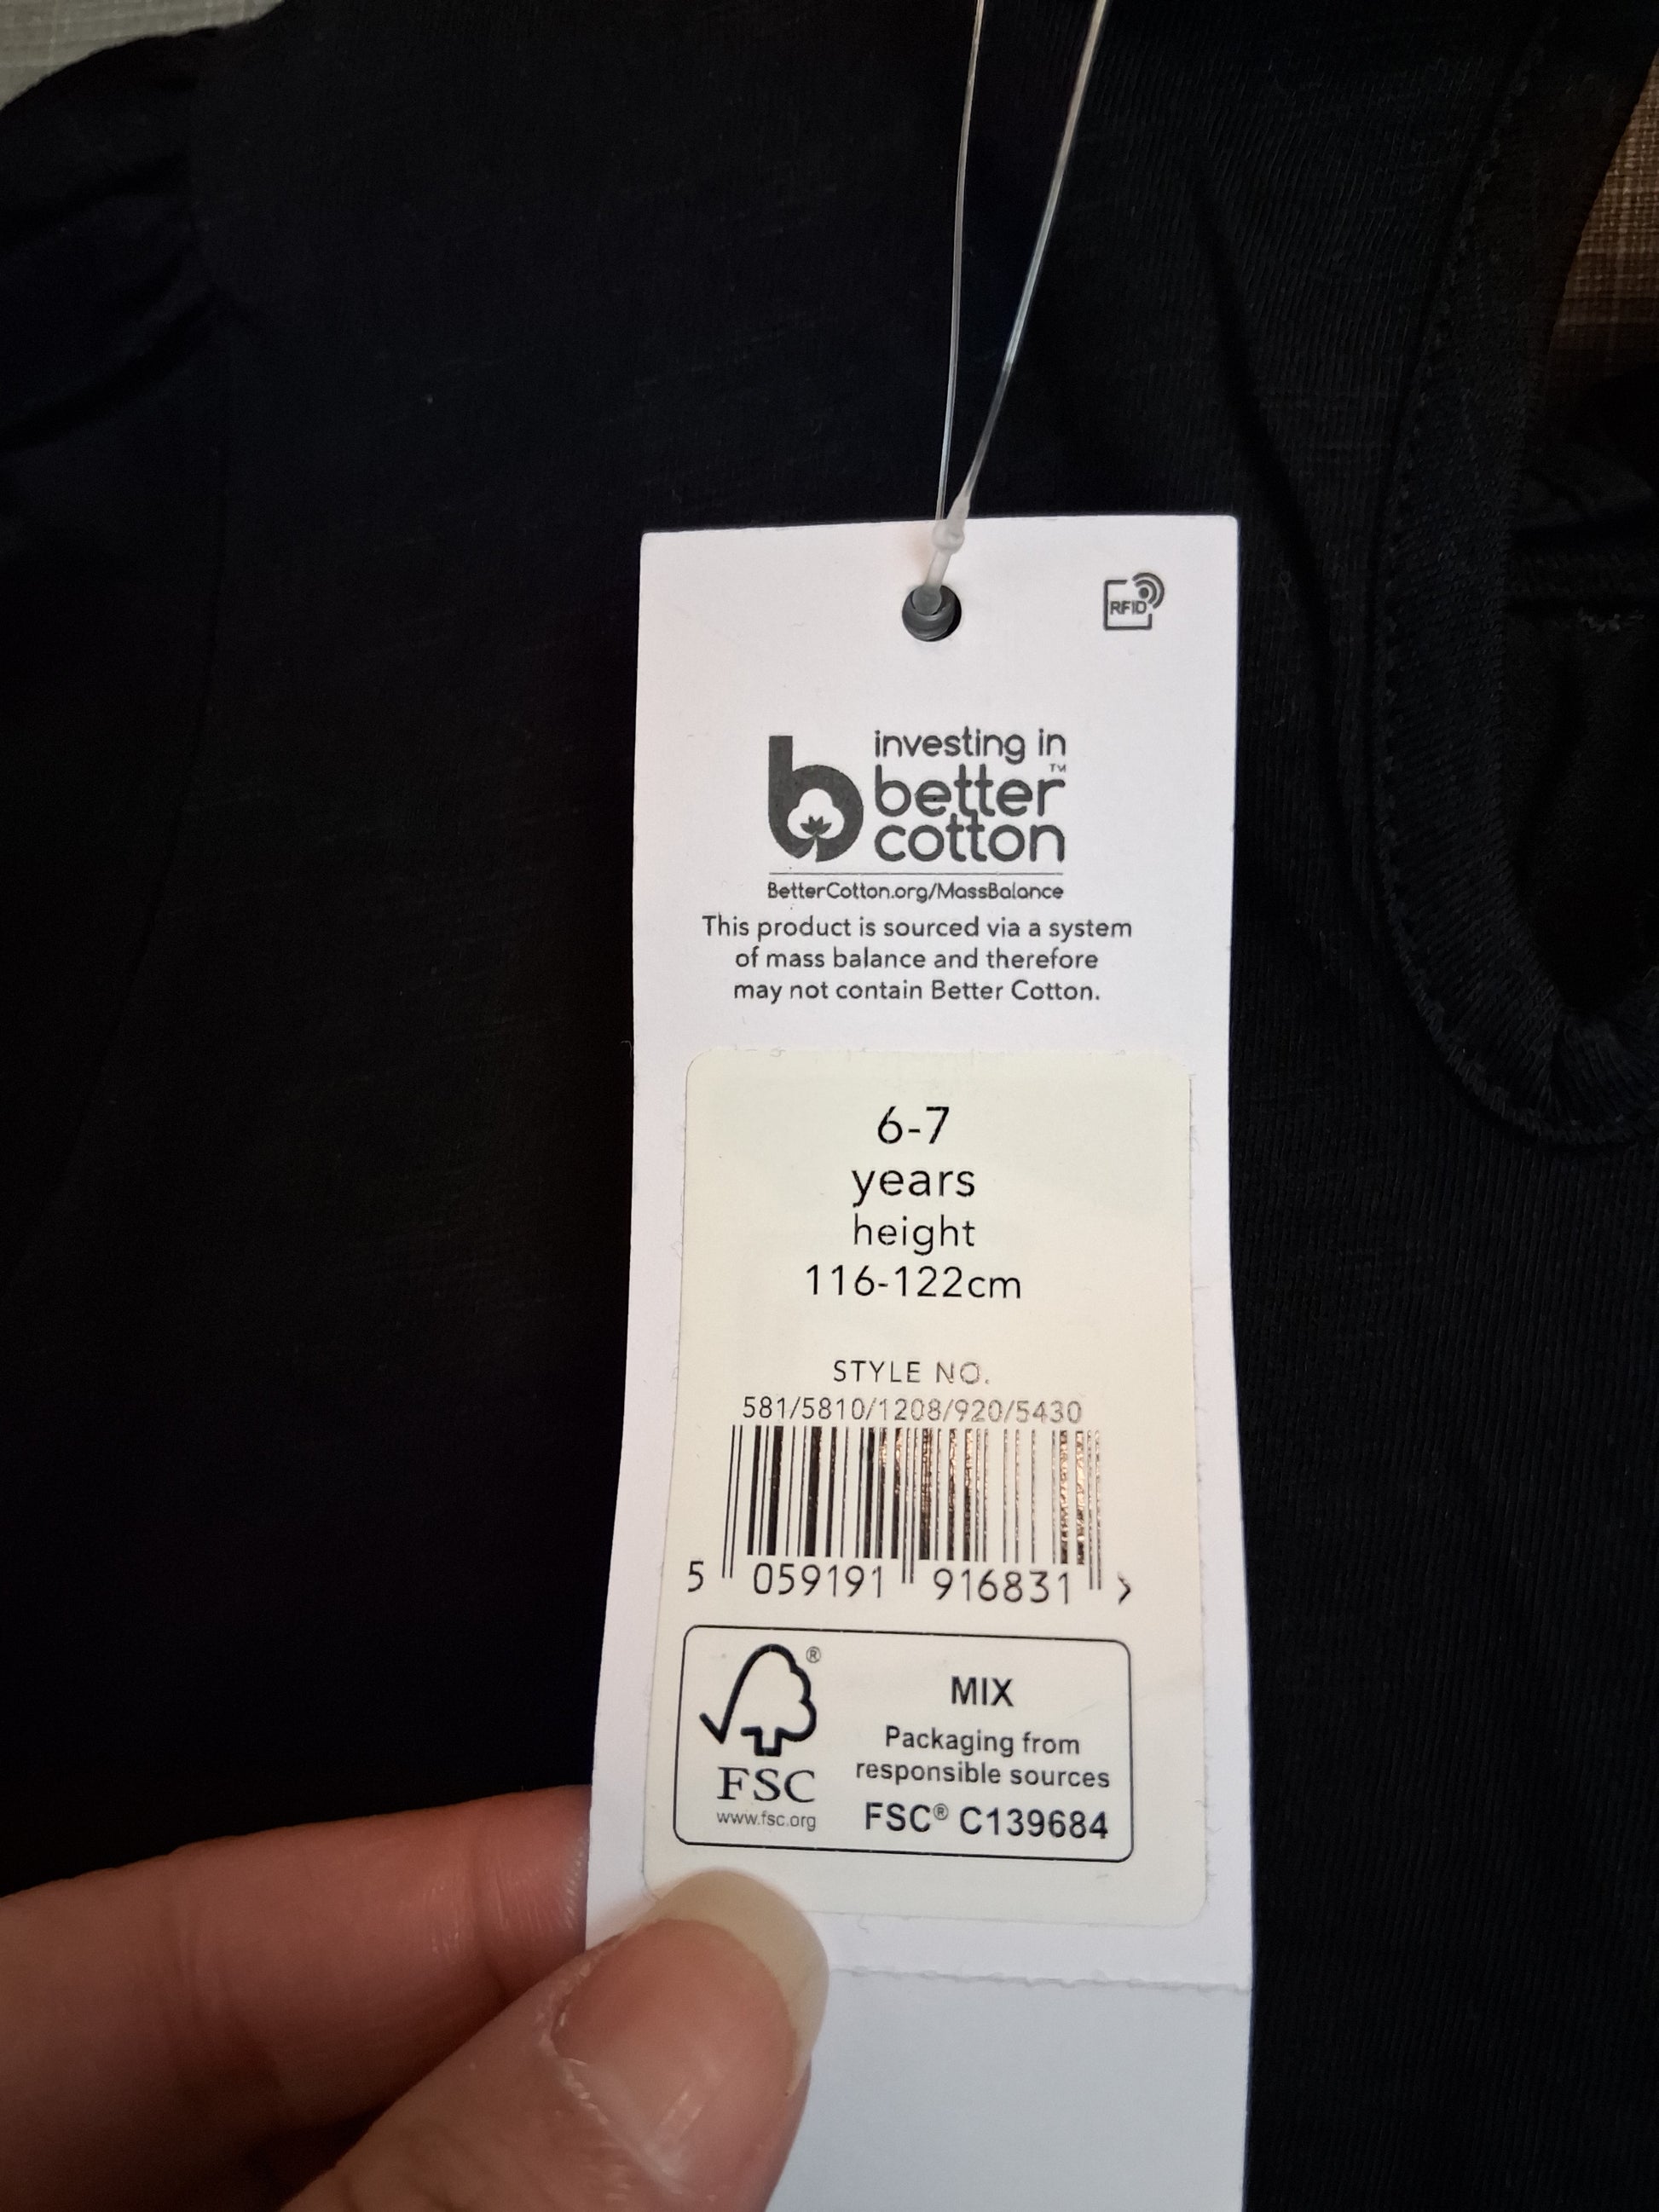 RFID
investing in
better™
cotton
BetterCotton.org/MassBalance
This product is sourced via a system
of mass balance and therefore
may not contain Better Cotton.
6-7
years
height
116-122cm
STYLE NO.
581/5810/1208/920/5430
5 059191 916831 >
®
MIX
Packaging from
responsible sources
FSC
www.fsc.org
FSC® C139684